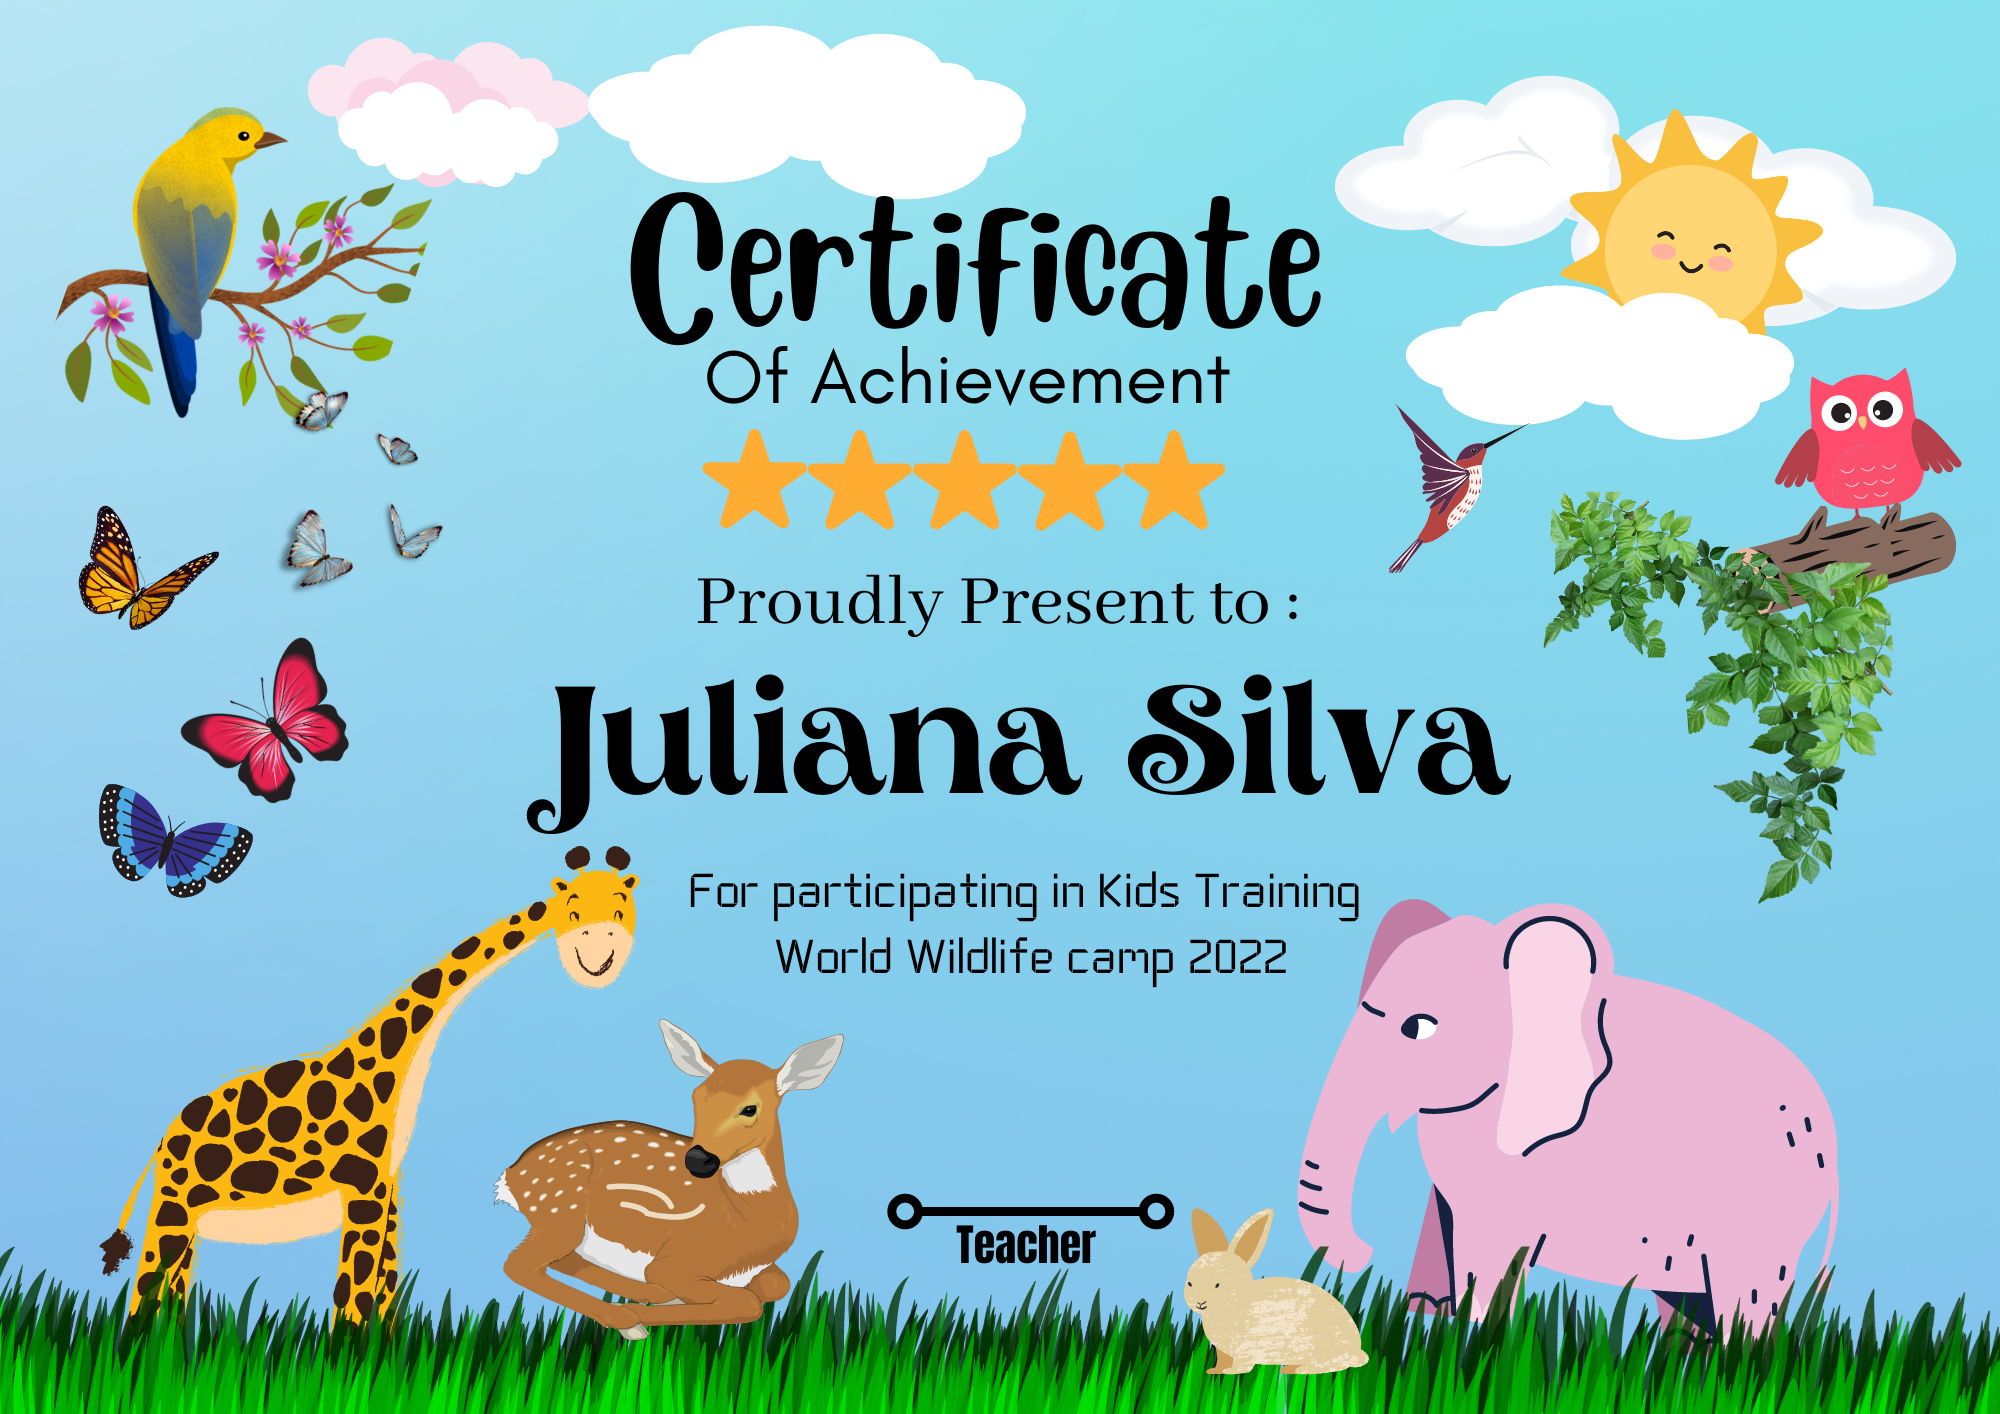 Certificate
Of Achievement
Proudly Present to :
Juliana Silva
For participating in Kids Training
World Wildlife camp 2022
Teacher